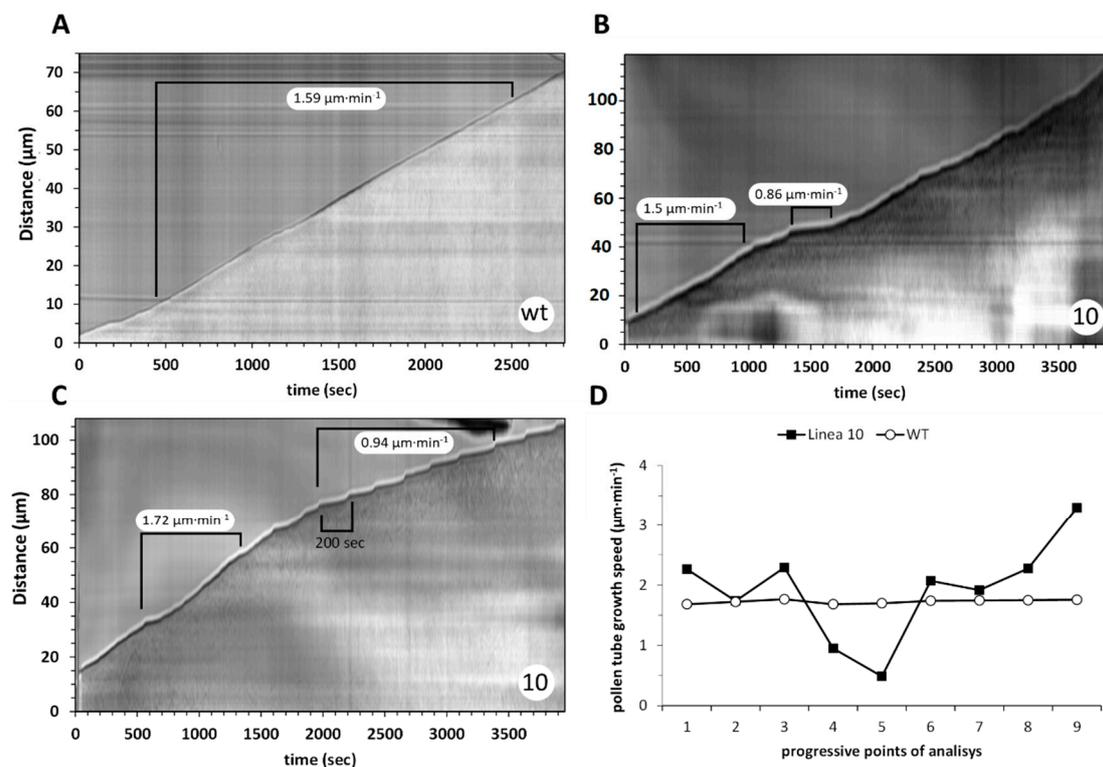 A
Distance (µm)
70
60
50
40
30
20
10
0
1.59 µm·min-1
wt
0 500 1000 1500 2000 2500
time (sec)
B
100
80
60
40
20
0
1.5 µm·min-1
0.86 µm·min-1
10
0 500 1000 1500 2000 2500 3000 3500
time (sec)
C
Distance (µm)
100
80
60
40
20
0
1.72 µm·min-1
0.94 µm·min-1
200 sec
10
0 500 1000 1500 2000 2500 3000 3500
time (sec)
D
Linea 10 WT
pollen tube growth speed (µm·min-1)
4
3
2
1
0
1 2 3 4 5 6 7 8 9
progressive points of analisys